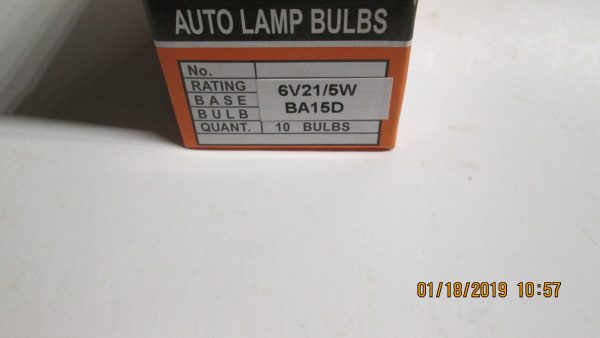 AUTO LAMP BULBS
No.
RATING 6V21/5W
BASE BA15D
BULB
QUANT. 10 BULBS
01/18/2019 10:57